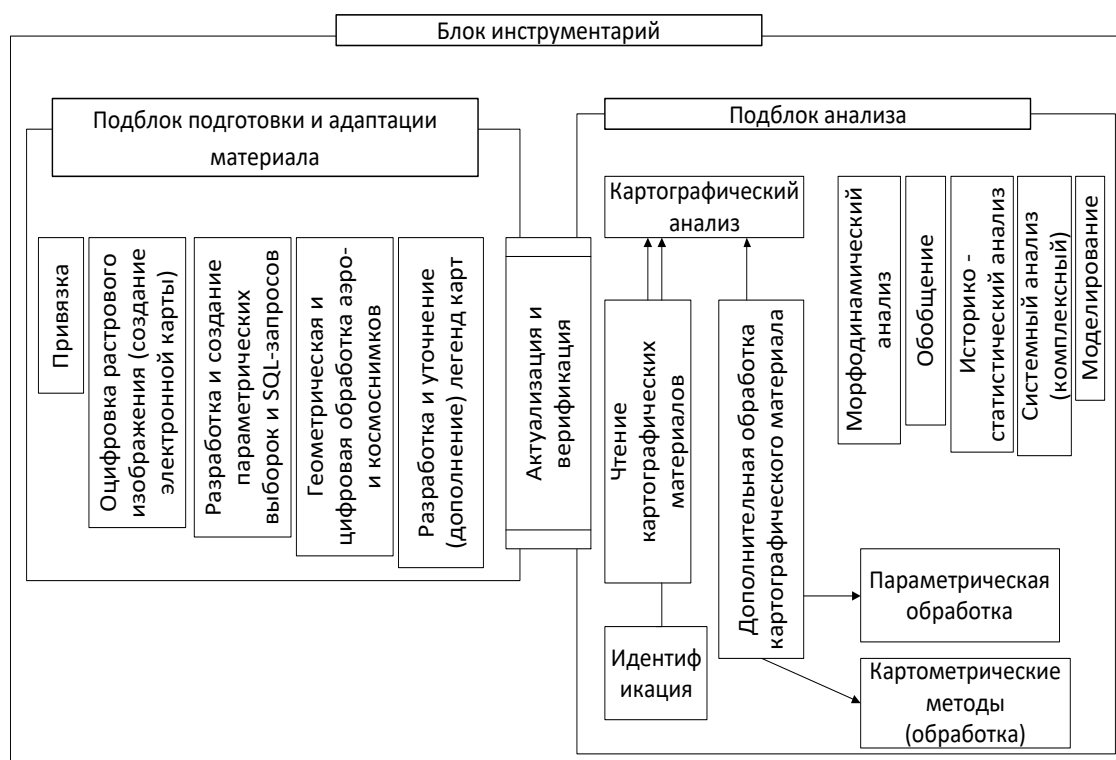 Блок инструментарий
Подблок подготовки и адаптации
материала
Привязка
Оцифровка растрового
изображения (создание
электронной карты)
Разработка и создание
параметрических
выборок и SQL-запросов
Геометрическая и
цифровая обработка аэро-
и космоснимков
Разработка и уточнение
(дополнение) легенд карт
Актуализация и
верификация
Подблок анализа
Картографический
анализ
Чтение
картографических
материалов
Идентиф
икация
Дополнительная обработка
картографического материала
Морфодинамический
анализ
Обобщение
Историко -
статистический анализ
Системный анализ
(комплексный)
Моделирование
Параметрическая
обработка
Картометрические
методы
(обработка)